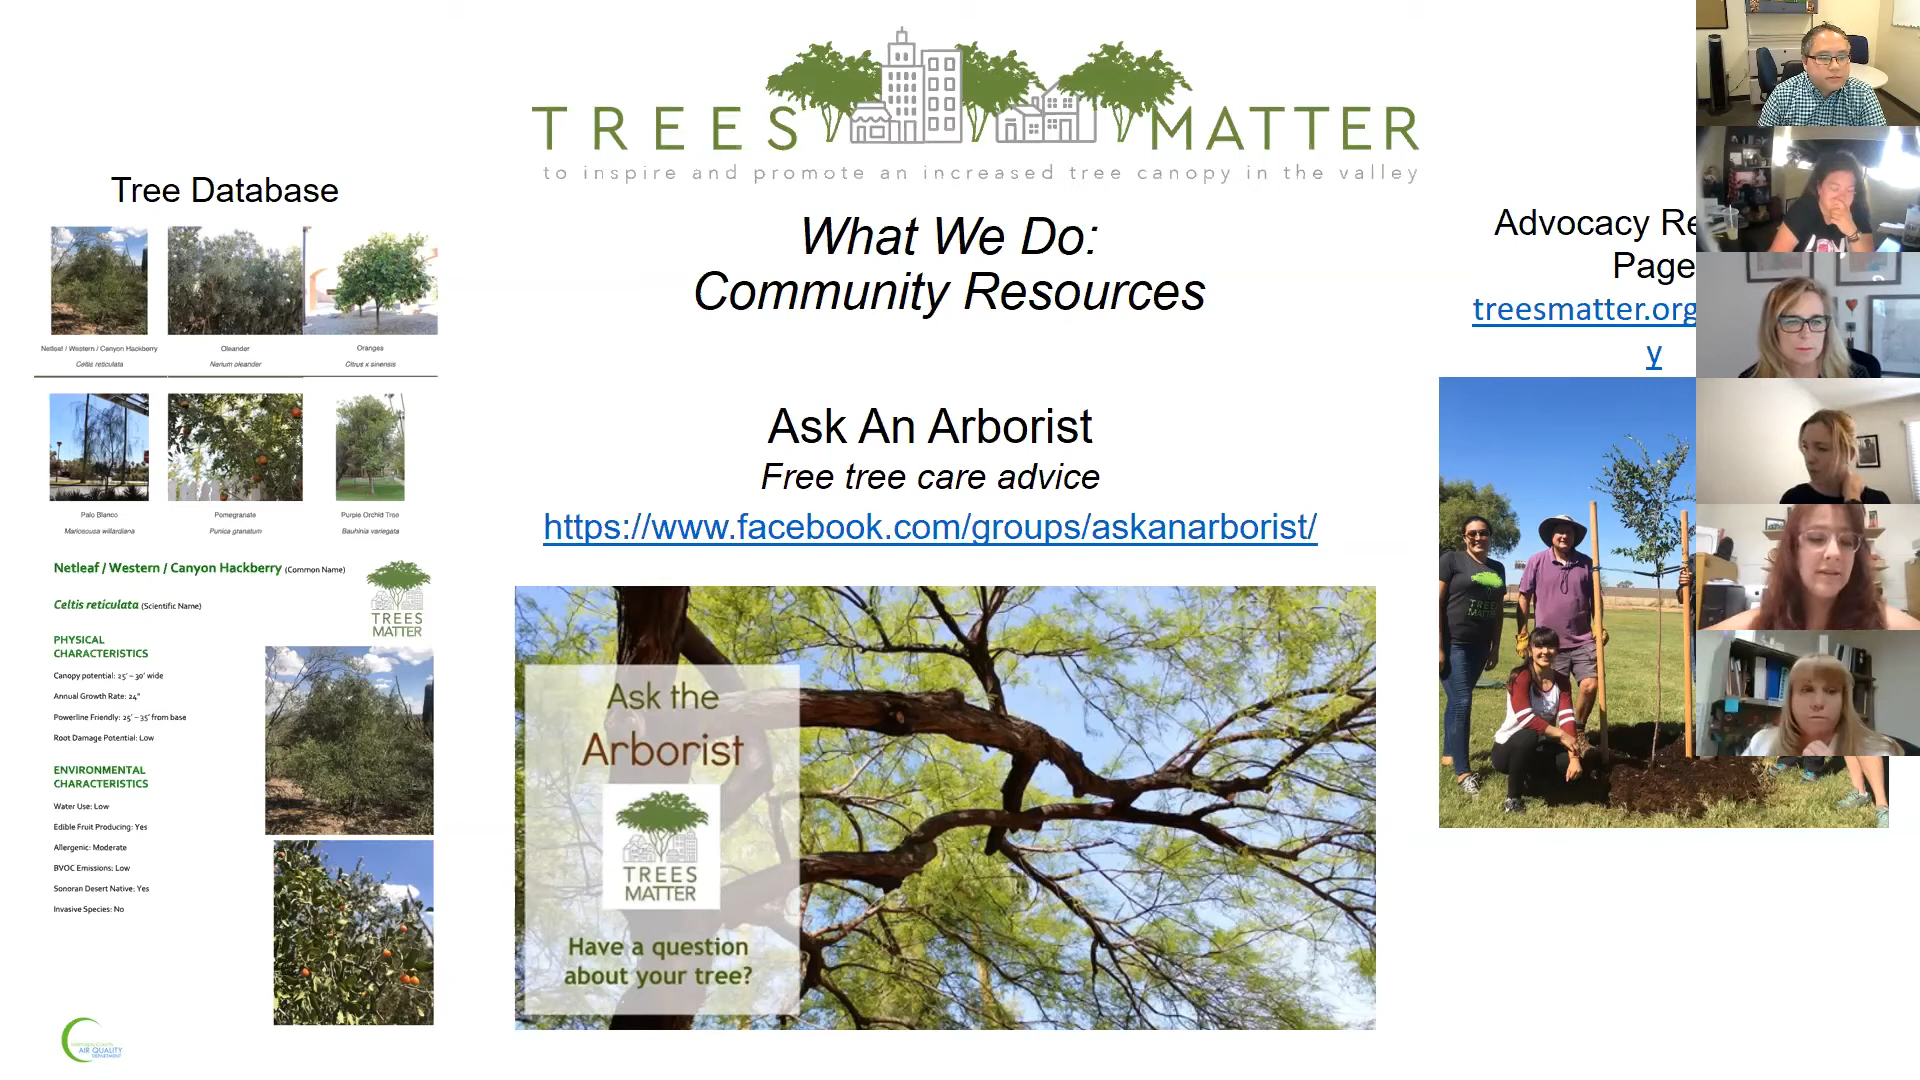 TREES MATTER
to inspire and promote an increased tree canopy in the valley
Tree Database
Netleaf / Western / Canyon Hackberry
Celtis reticulata
Oleander
Nerium oleander
Oranges
Citrus x sinensis
Palo Blanco
Mariosousa willardiana
Pomegranate
Punica granatum
Purple Orchid Tree
Bauhinia variegata
Netleaf / Western / Canyon Hackberry (Common Name)
Celtis reticulata (Scientific Name)
TREES
MATTER
PHYSICAL
CHARACTERISTICS
Canopy potential: 25' – 30' wide
Annual Growth Rate: 24"
Powerline Friendly: 25' – 35' from base
Root Damage Potential: Low
ENVIRONMENTAL
CHARACTERISTICS
Water Use: Low
Edible Fruit Producing: Yes
Allergenic: Moderate
BVOC Emissions: Low
Sonoran Desert Native: Yes
Invasive Species: No
AIR QUALITY
DEPARTMENT
What We Do:
Community Resources
Ask An Arborist
Free tree care advice
https://www.facebook.com/groups/askanarborist/
Ask the
Arborist
TREES
MATTER
Have a question
about your tree?
Advocacy Re
Page
treesmatter.org
y